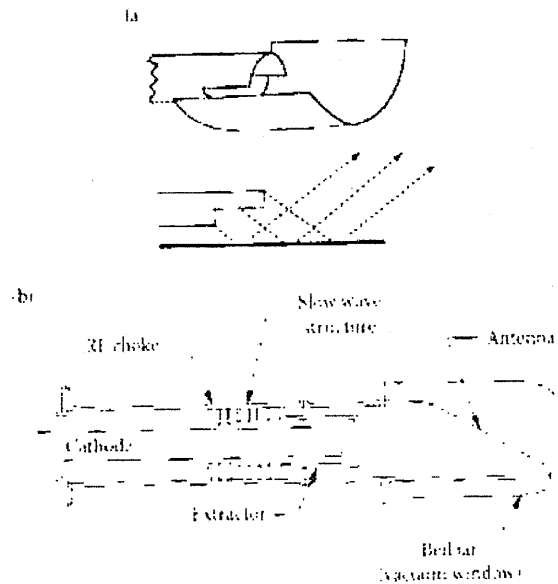 (a)
(b)
Slow wave
structure
RF choke
Antenna
Cathode
Extractor
Bell jar
(vacuum window)